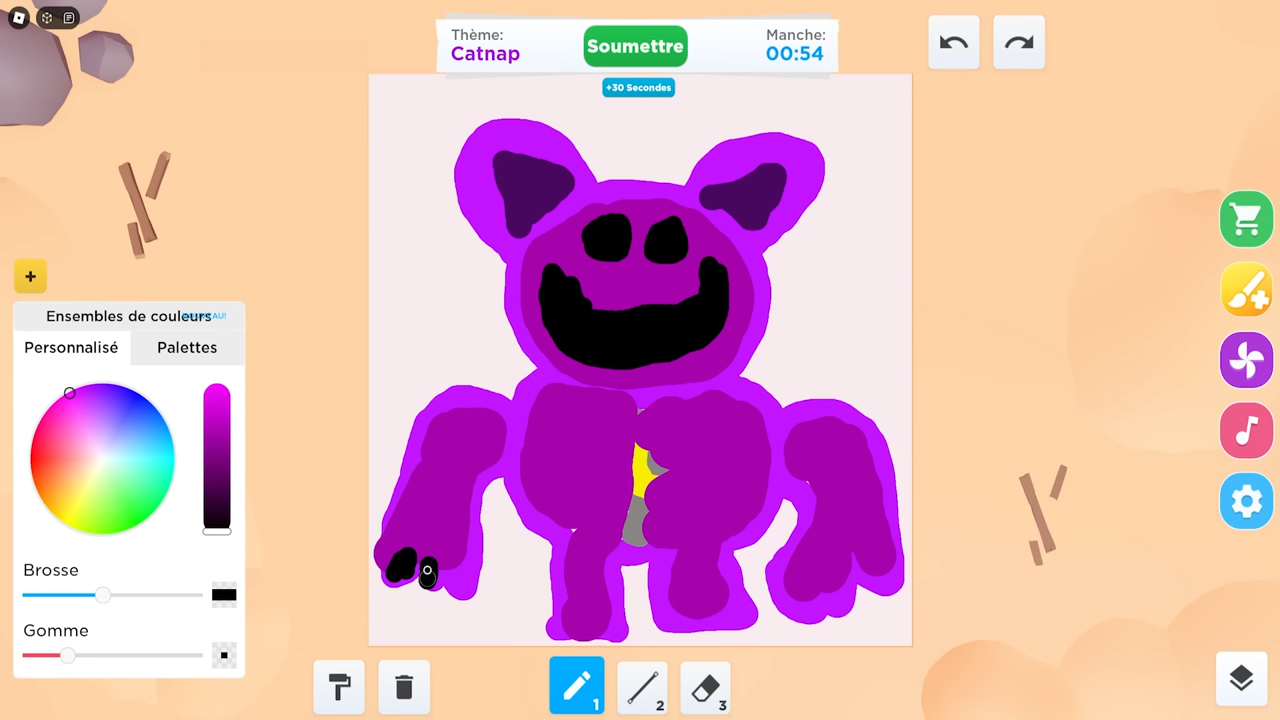 Thème:
Catnap
Soumettre
Manche:
00:54
+30 Secondes
+
Ensembles de couleurs
Personnalisé
Palettes
Brosse
Gomme
1
2
3